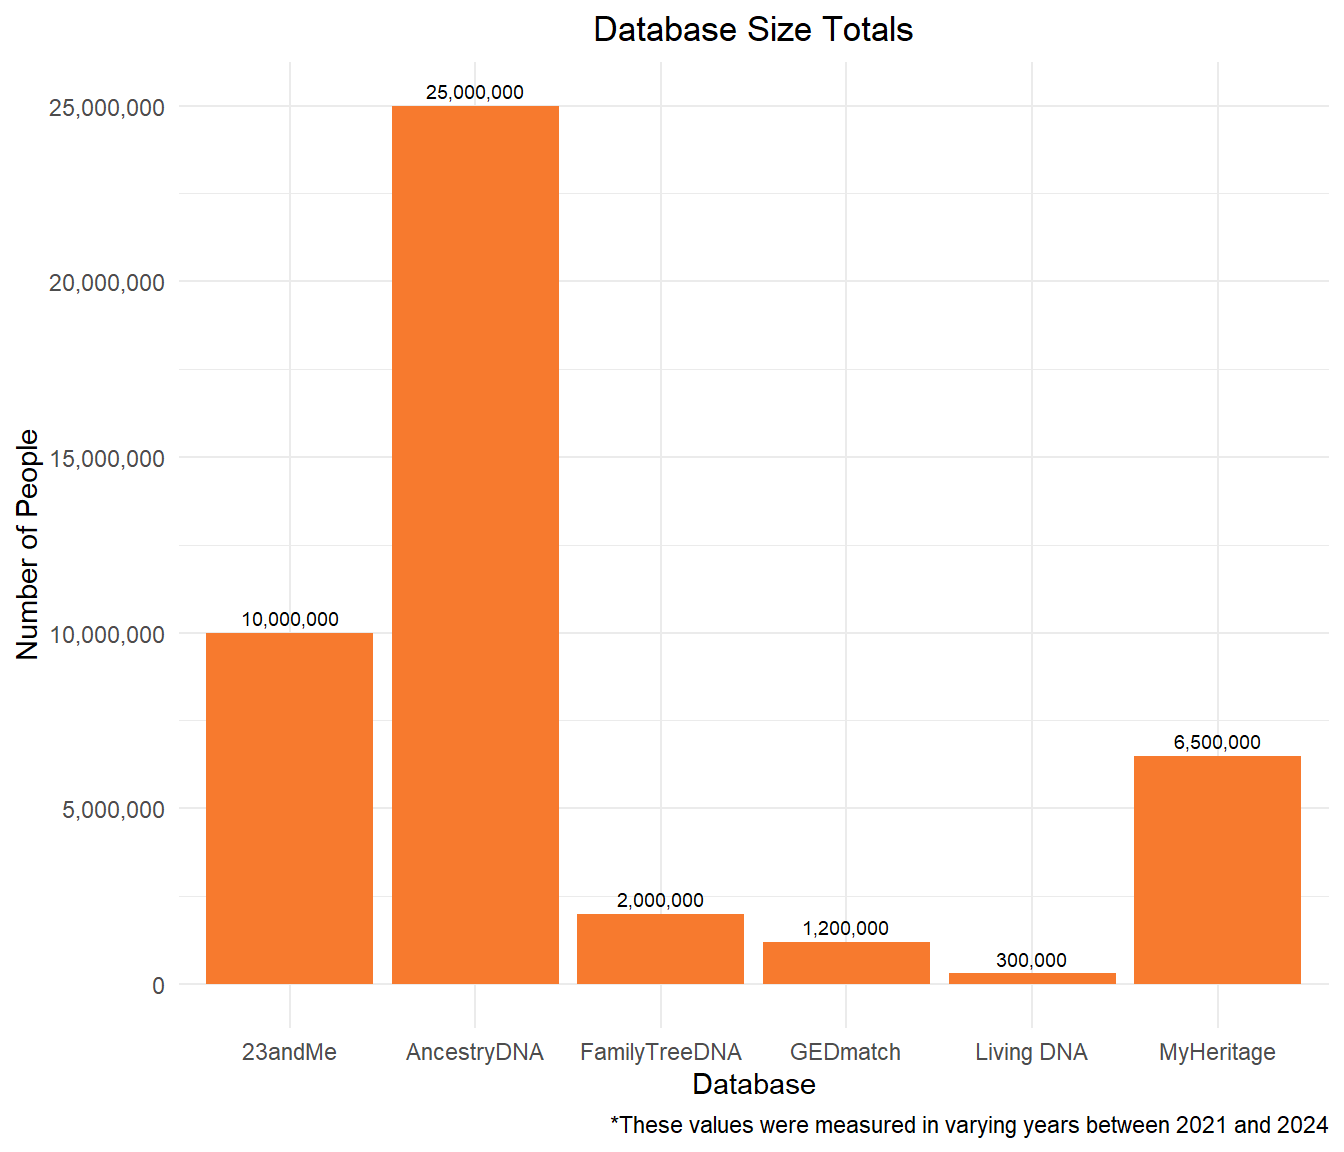 Database Size Totals
Number of People
25,000,000
20,000,000
15,000,000
10,000,000
5,000,000
0
10,000,000
25,000,000
2,000,000
1,200,000
300,000
6,500,000
23andMe
AncestryDNA
FamilyTreeDNA
GEDmatch
Living DNA
MyHeritage
Database
*These values were measured in varying years between 2021 and 2024